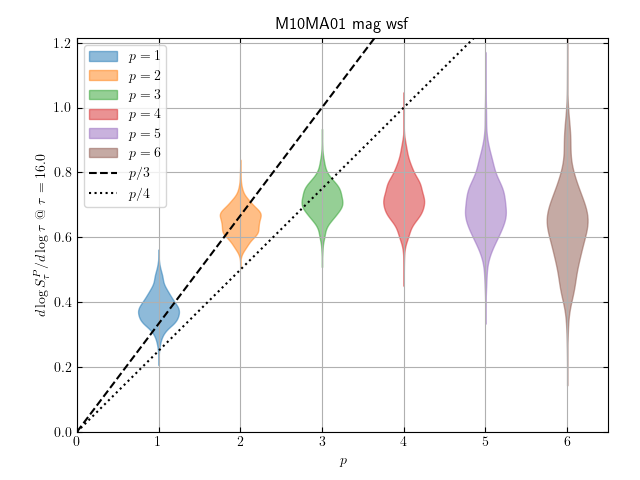 M10MA01 mag wsf
d log S_τ^P / d log τ @ τ = 16.0
1.2
1.0
0.8
0.6
0.4
0.2
0.0
p = 1
p = 2
p = 3
p = 4
p = 5
p = 6
p/3
p/4
0 1 2 3 4 5 6
p